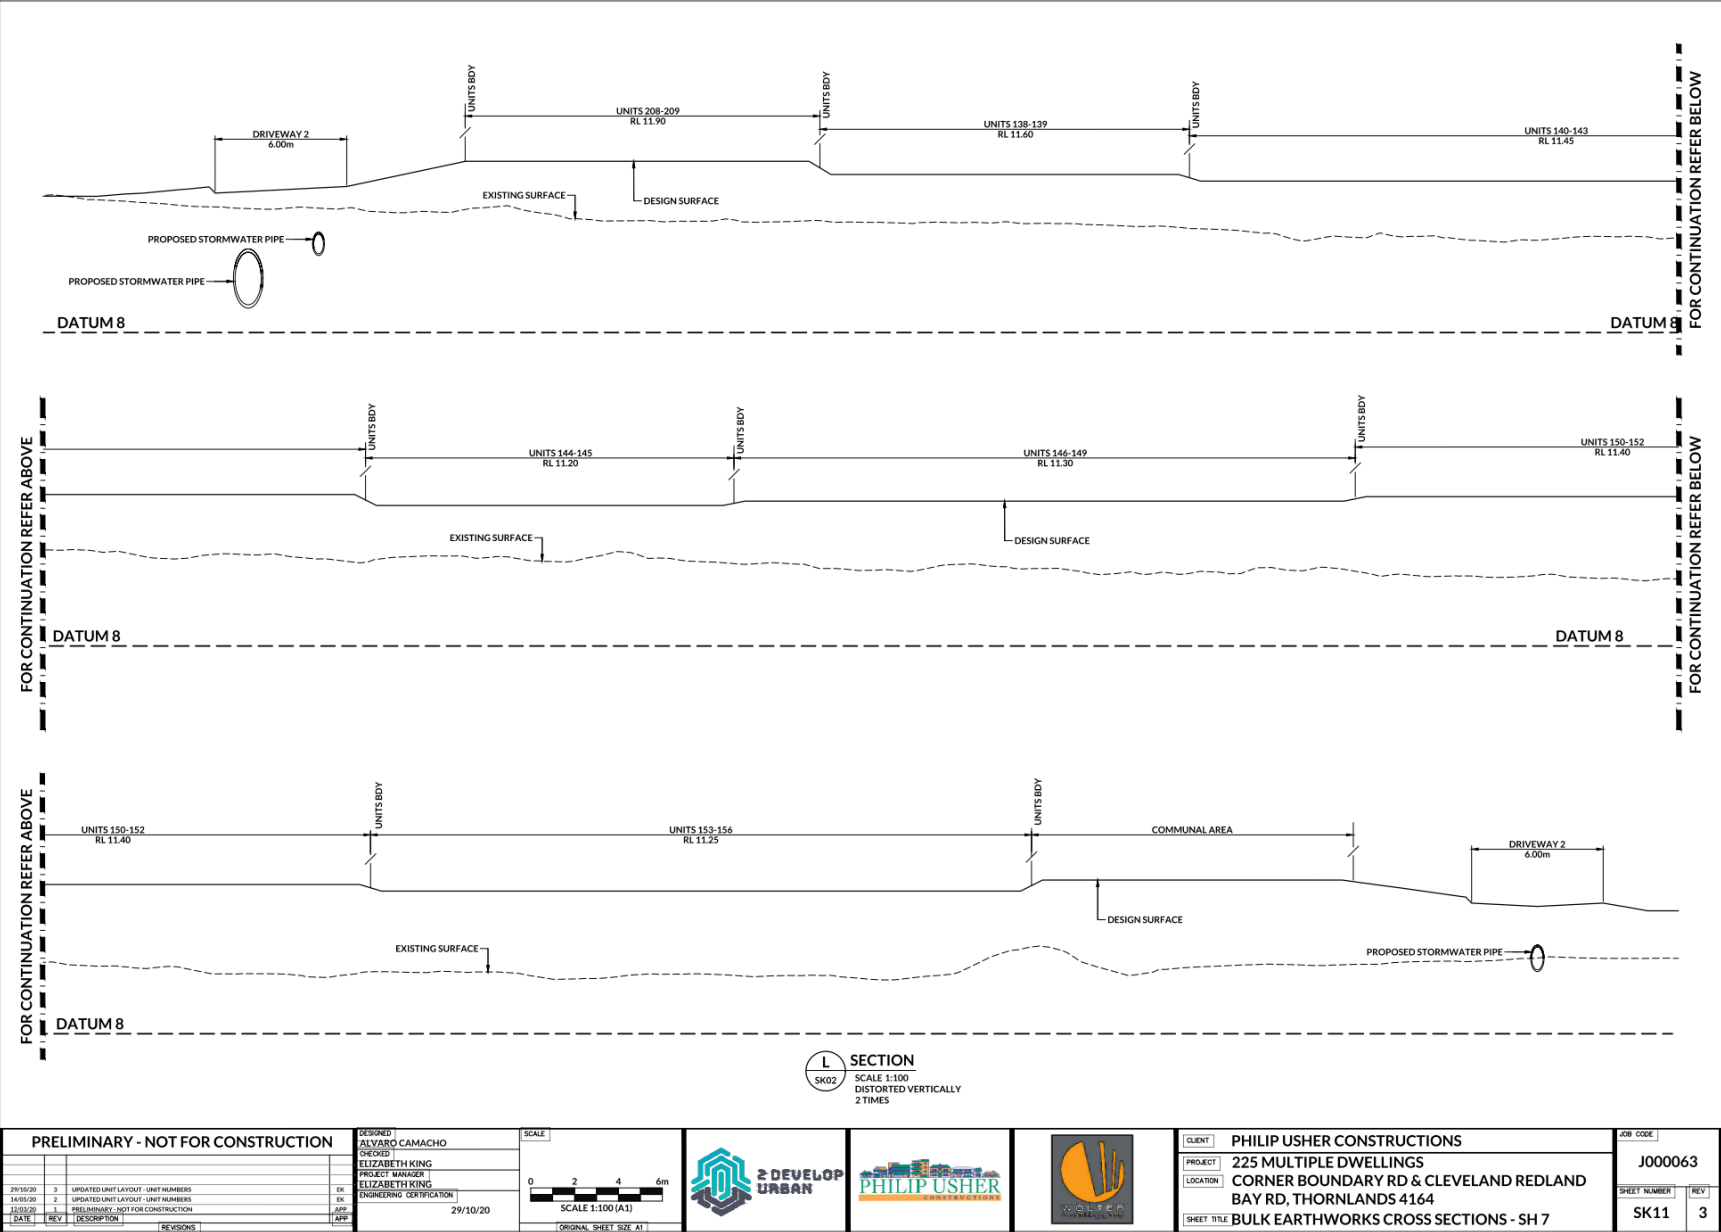 UNITS BDY
UNITS BDY
UNITS BDY
UNITS 208-209
RL 11.90
UNITS 138-139
RL 11.60
UNITS 140-143
RL 11.45
DRIVEWAY 2
6.00m
EXISTING SURFACE
DESIGN SURFACE
PROPOSED STORMWATER PIPE
PROPOSED STORMWATER PIPE
DATUM 8
DATUM 8
FOR CONTINUATION REFER BELOW
FOR CONTINUATION REFER ABOVE
UNITS BDY
UNITS BDY
UNITS BDY
UNITS 144-145
RL 11.20
UNITS 146-149
RL 11.30
UNITS 150-152
RL 11.40
EXISTING SURFACE
DESIGN SURFACE
DATUM 8
DATUM 8
FOR CONTINUATION REFER BELOW
FOR CONTINUATION REFER ABOVE
UNITS BDY
UNITS BDY
UNITS 150-152
RL 11.40
UNITS 153-156
RL 11.25
COMMUNAL AREA
DRIVEWAY 2
6.00m
DESIGN SURFACE
EXISTING SURFACE
PROPOSED STORMWATER PIPE
DATUM 8
L
SK02
SECTION
SCALE 1:100
DISTORTED VERTICALLY
2 TIMES
PRELIMINARY - NOT FOR CONSTRUCTION
29/10/20 3 UPDATED UNIT LAYOUT - UNIT NUMBERS EK
14/05/20 2 UPDATED UNIT LAYOUT - UNIT NUMBERS EK
12/03/20 1 PRELIMINARY - NOT FOR CONSTRUCTION APP
DATE REV DESCRIPTION APP
REVISIONS
DESIGNED
ALVARO CAMACHO
CHECKED
ELIZABETH KING
PROJECT MANAGER
ELIZABETH KING
ENGINEERING CERTIFICATION
29/10/20
SCALE
0 2 4 6m
SCALE 1:100 (A1)
ORIGINAL SHEET SIZE A1
2 DEVELOP
URBAN
PHILIP USHER
CONSTRUCTIONS
WOLTER
CLIENT PHILIP USHER CONSTRUCTIONS
PROJECT 225 MULTIPLE DWELLINGS
LOCATION CORNER BOUNDARY RD & CLEVELAND REDLAND
BAY RD, THORNLANDS 4164
SHEET TITLE BULK EARTHWORKS CROSS SECTIONS - SH 7
JOB CODE
J000063
SHEET NUMBER REV
SK11 3